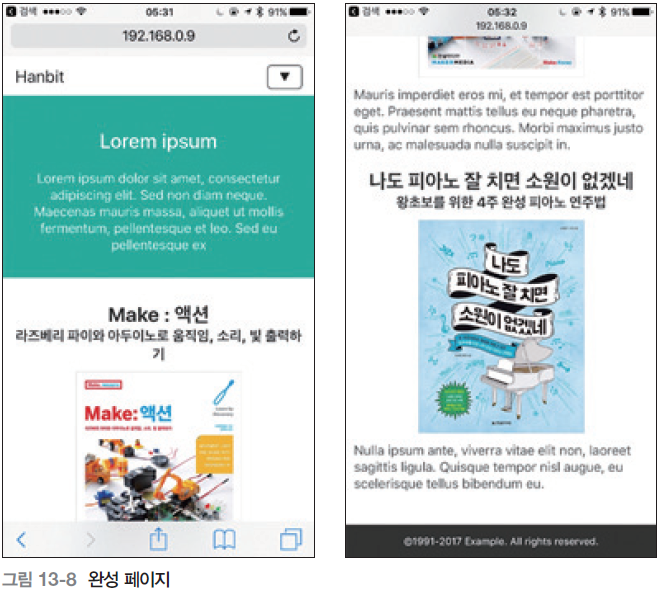 검색
05:31
91%
192.168.0.9
Hanbit
▼
Lorem ipsum
Lorem ipsum dolor sit amet, consectetur
adipiscing elit. Sed non diam neque.
Maecenas mauris massa, aliquet ut mollis
fermentum, pellentesque et leo. Sed eu
pellentesque ex
Make : 액션
라즈베리 파이와 아두이노로 움직임, 소리, 빛 출력하
기
Make:액션
검색
05:32
91%
192.168.0.9
MAKERMEDIA
Mauris imperdiet eros mi, et tempor est porttitor
eget. Praesent mattis tellus eu neque pharetra,
quis pulvinar sem rhoncus. Morbi maximus justo
urna, ac malesuada nulla suscipit in.
나도 피아노 잘 치면 소원이 없겠네
왕초보를 위한 4주 완성 피아노 연주법
나도
피아노 잘 치면
소원이 없겠네
Nulla ipsum ante, viverra vitae elit non, laoreet
sagittis ligula. Quisque tempor nisl augue, eu
scelerisque tellus bibendum eu.
©1991-2017 Example. All rights reserved.
그림 13-8 완성 페이지